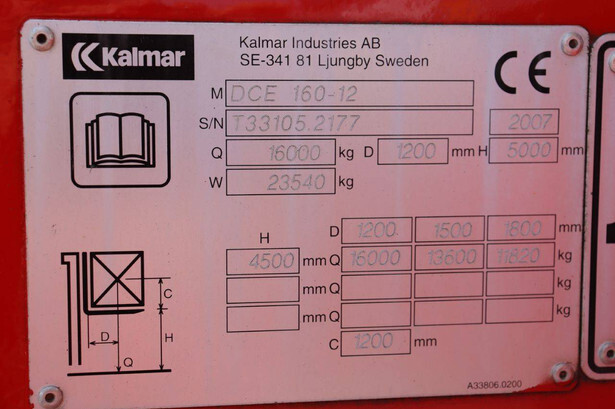 Kalmar
Kalmar Industries AB
SE-341 81 Ljungby Sweden
CE
M DCE 160-12
S/N T33105.2177 2007
Q 16000 kg D 1200 mm H 5000 mm
W 23540 kg
D 1200 1500 1800 mm
H
4500 mm Q 16000 13600 11820 kg
mm Q kg
mm Q kg
C 1200 mm
C
D H
Q
A33806.0200